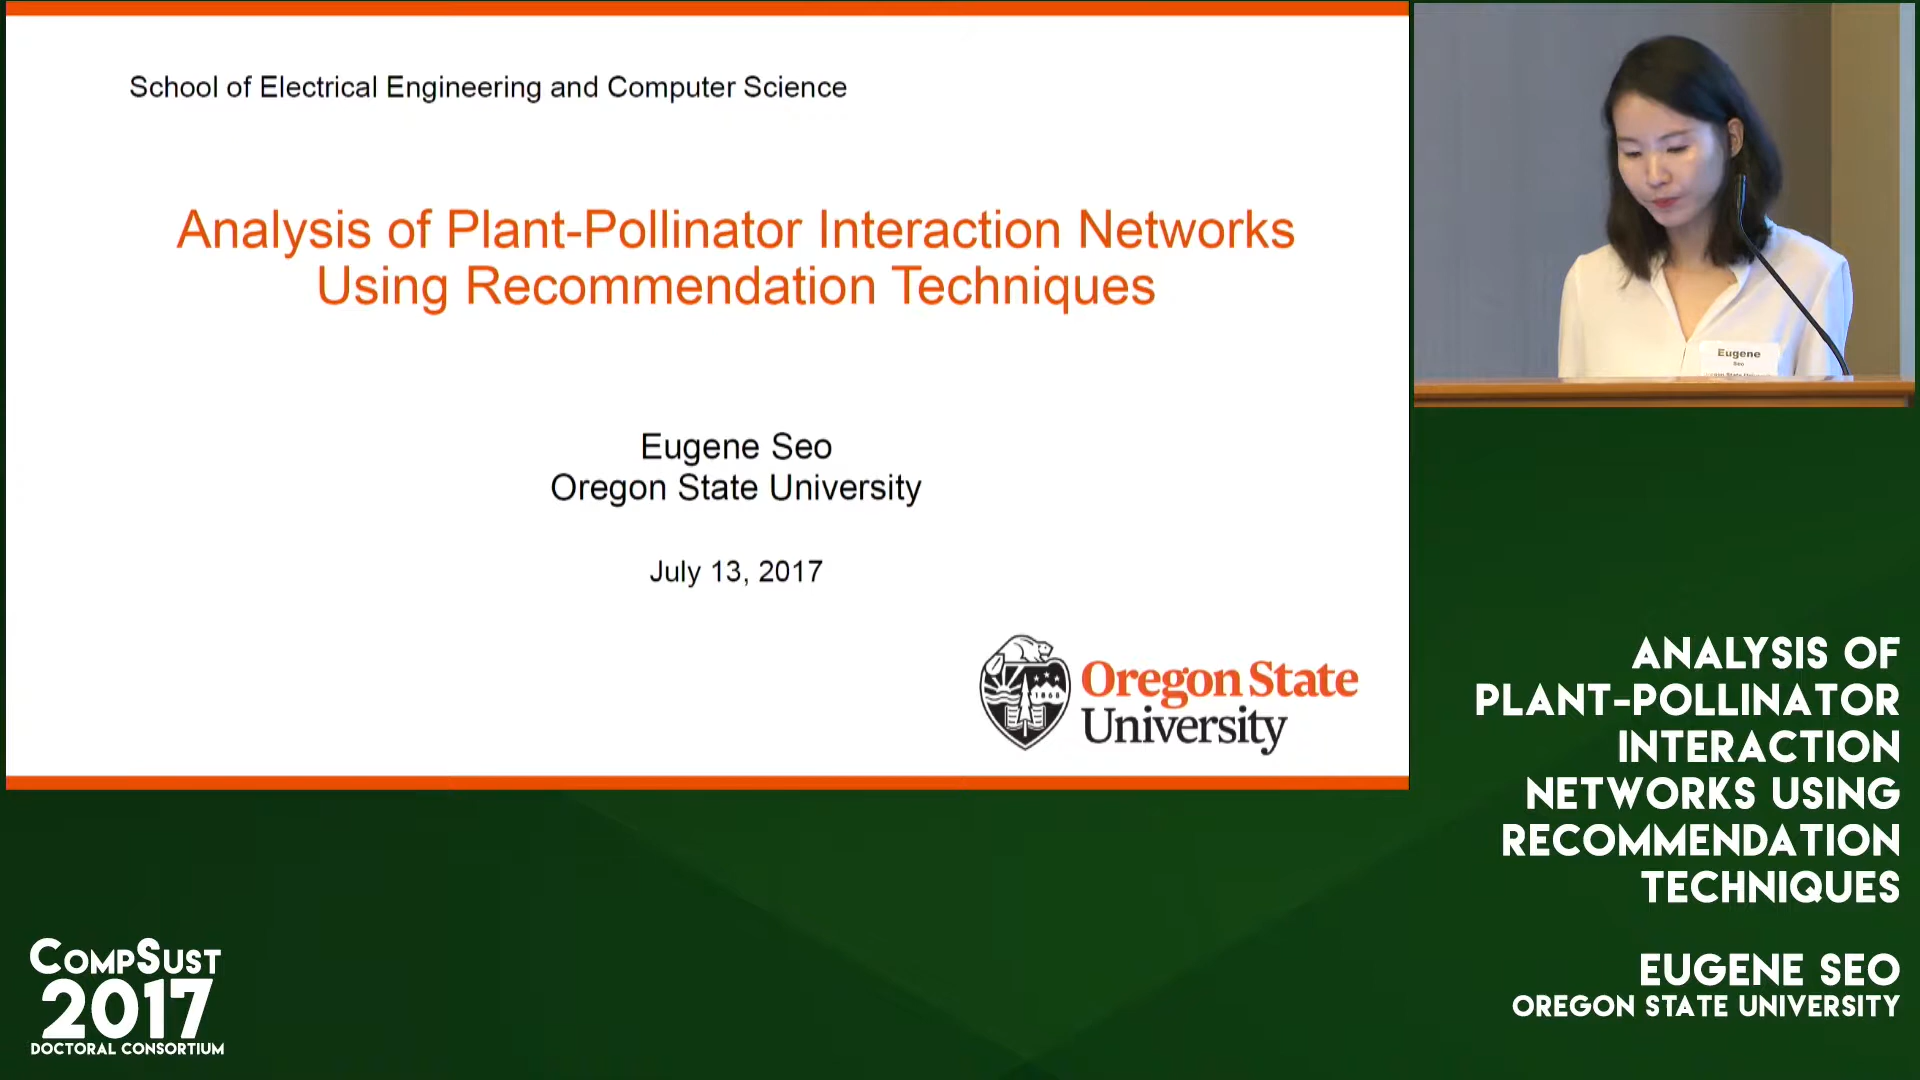 School of Electrical Engineering and Computer Science
Analysis of Plant-Pollinator Interaction Networks
Using Recommendation Techniques
Eugene Seo
Oregon State University
July 13, 2017
1868
Oregon State
University
Eugene
Seo
ANALYSIS OF
PLANT-POLLINATOR
INTERACTION
NETWORKS USING
RECOMMENDATION
TECHNIQUES
EUGENE SEO
OREGON STATE UNIVERSITY
COMPSUST
2017
DOCTORAL CONSORTIUM